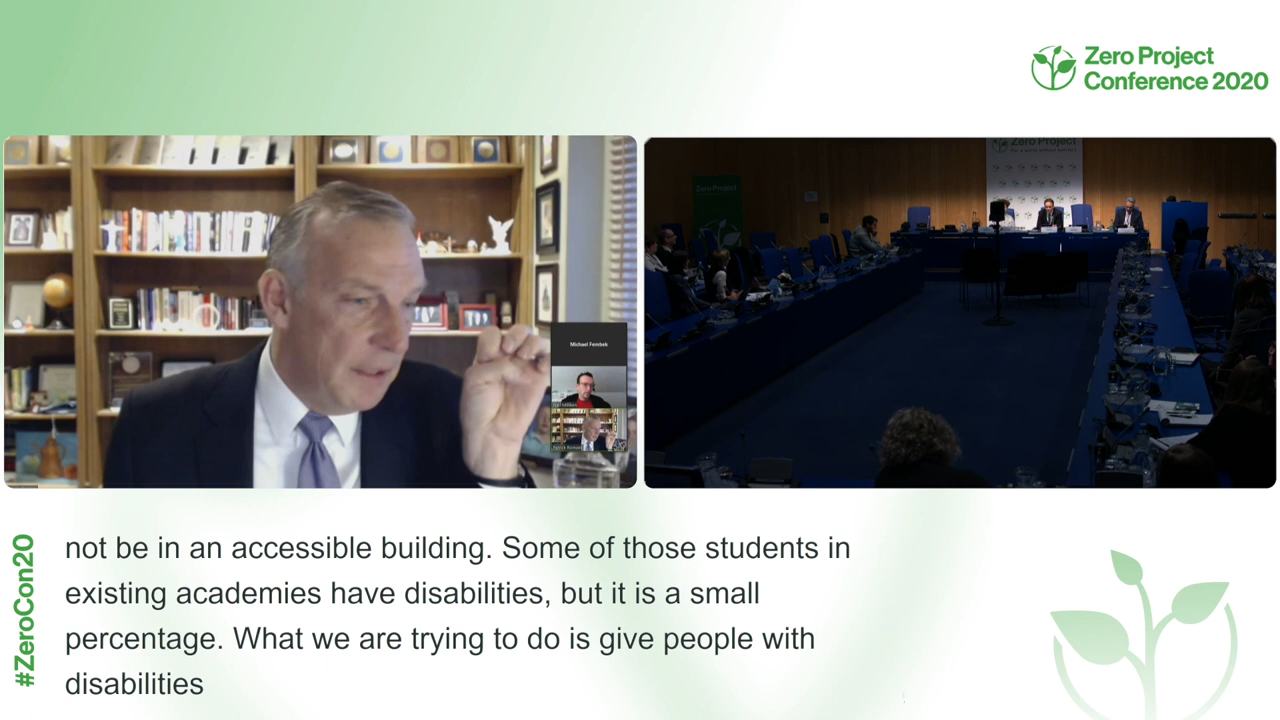 Zero Project
Conference 2020
Zero Project
Zero Project
Michael Fembek
#ZeroCon20
not be in an accessible building. Some of those students in
existing academies have disabilities, but it is a small
percentage. What we are trying to do is give people with
disabilities